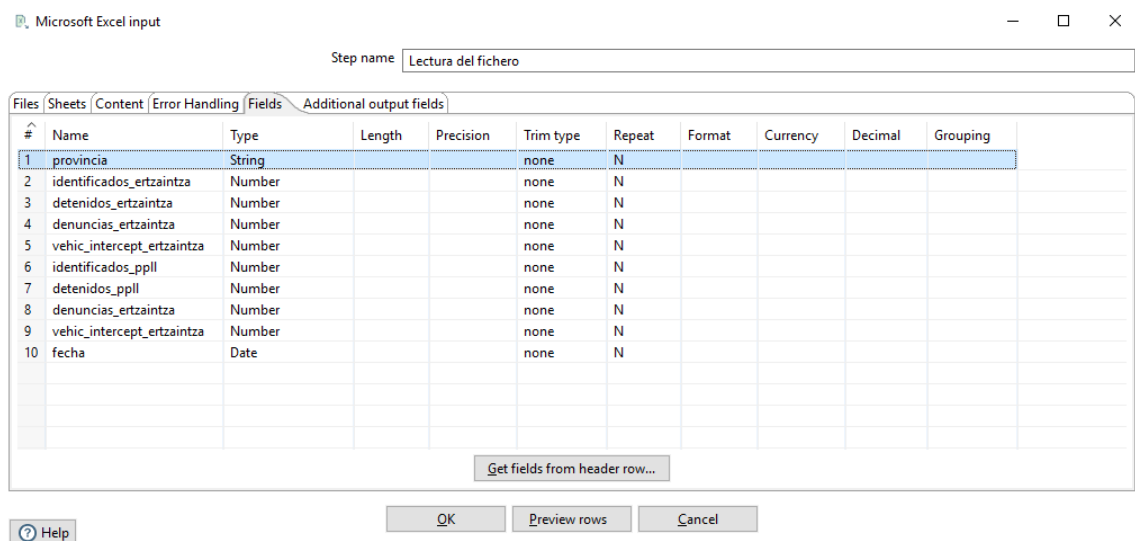 Microsoft Excel input
Step name Lectura del fichero
Files Sheets Content Error Handling Fields Additional output fields
# Name Type Length Precision Trim type Repeat Format Currency Decimal Grouping
1 provincia String none N
2 identificados_ertzaintza Number none N
3 detenidos_ertzaintza Number none N
4 denuncias_ertzaintza Number none N
5 vehic_intercept_ertzaintza Number none N
6 identificados_ppll Number none N
7 detenidos_ppll Number none N
8 denuncias_ertzaintza Number none N
9 vehic_intercept_ertzaintza Number none N
10 fecha Date none N
Get fields from header row...
OK Preview rows Cancel
Help